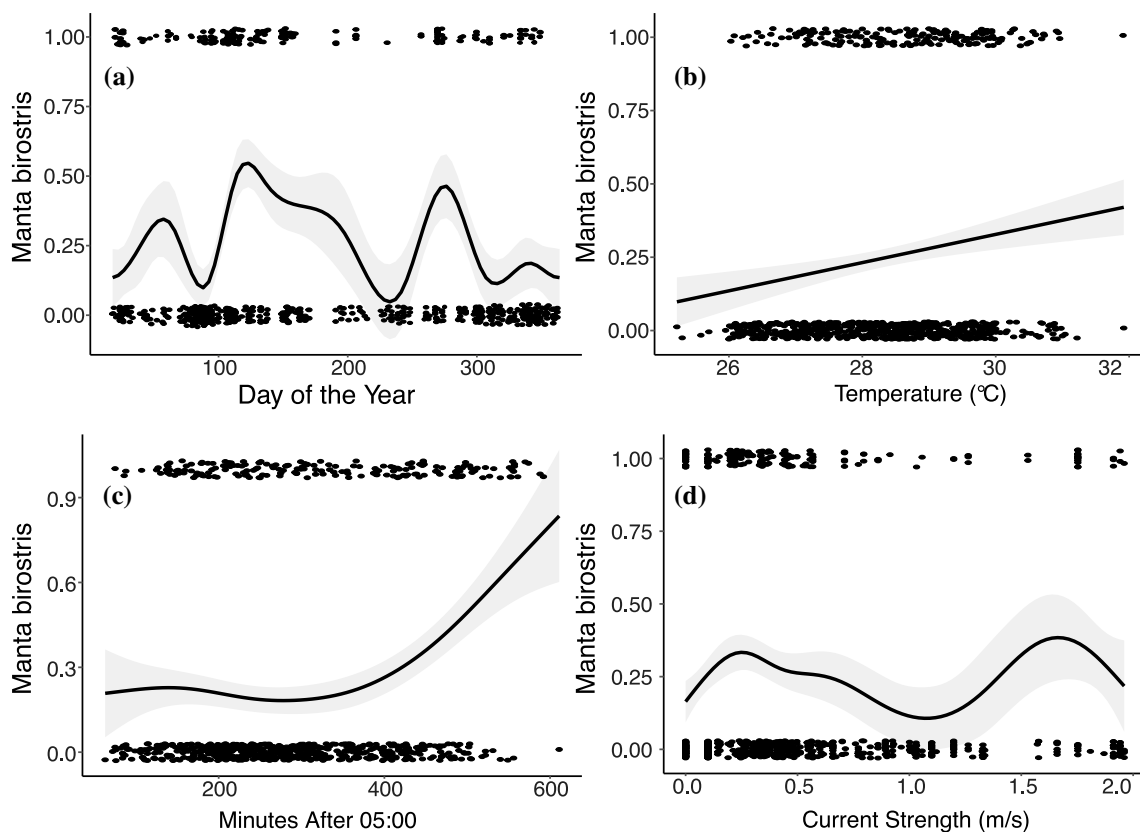 1.00
(a)
0.75
0.50
0.25
0.00
Manta birostris
100
200
300
Day of the Year
1.00
(b)
0.75
0.50
0.25
0.00
Manta birostris
26
28
30
32
Temperature (°C)
(c)
0.9
0.6
0.3
0.0
Manta birostris
200
400
600
Minutes After 05:00
1.00
(d)
0.75
0.50
0.25
0.00
Manta birostris
0.0
0.5
1.0
1.5
2.0
Current Strength (m/s)